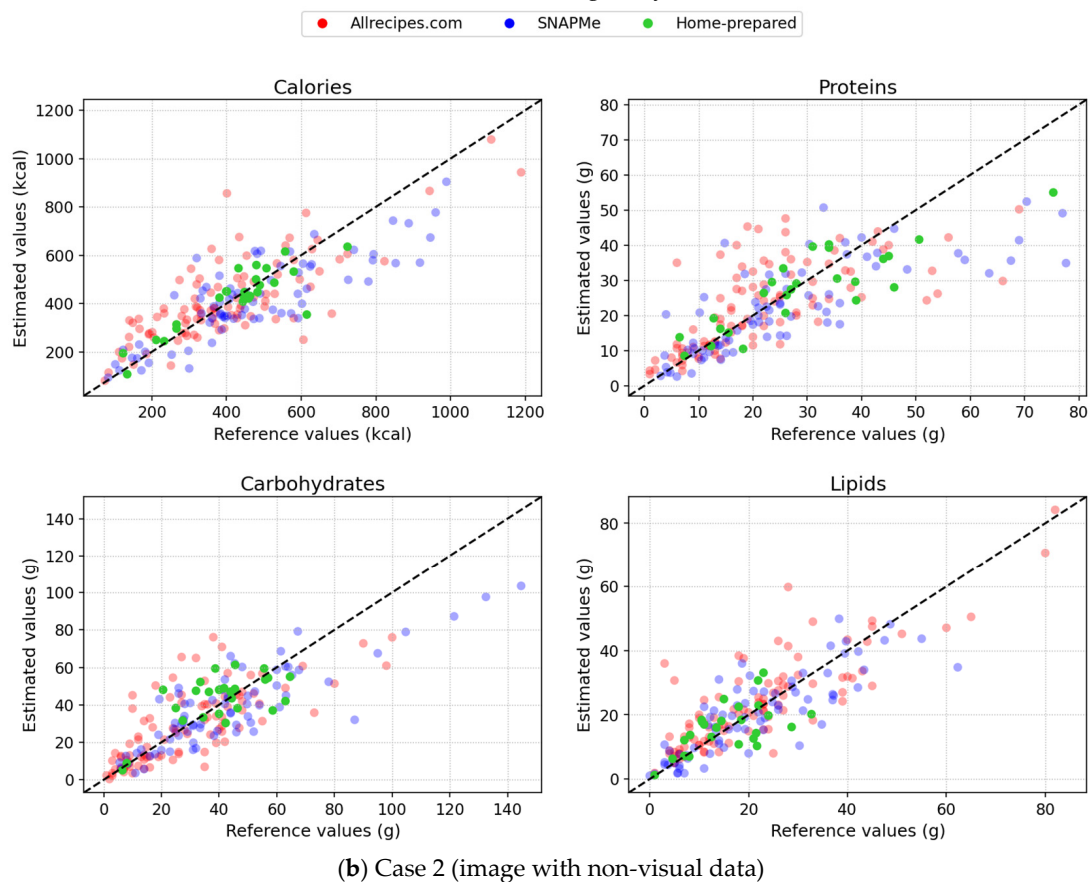 Allrecipes.com SNAPMe Home-prepared
Calories
Estimated values (kcal)
1200
1000
800
600
400
200
200 400 600 800 1000 1200
Reference values (kcal)
Proteins
Estimated values (g)
80
70
60
50
40
30
20
10
0
0 10 20 30 40 50 60 70 80
Reference values (g)
Carbohydrates
Estimated values (g)
140
120
100
80
60
40
20
0
0 20 40 60 80 100 120 140
Reference values (g)
Lipids
Estimated values (g)
80
60
40
20
0
0 20 40 60 80
Reference values (g)
(b) Case 2 (image with non-visual data)